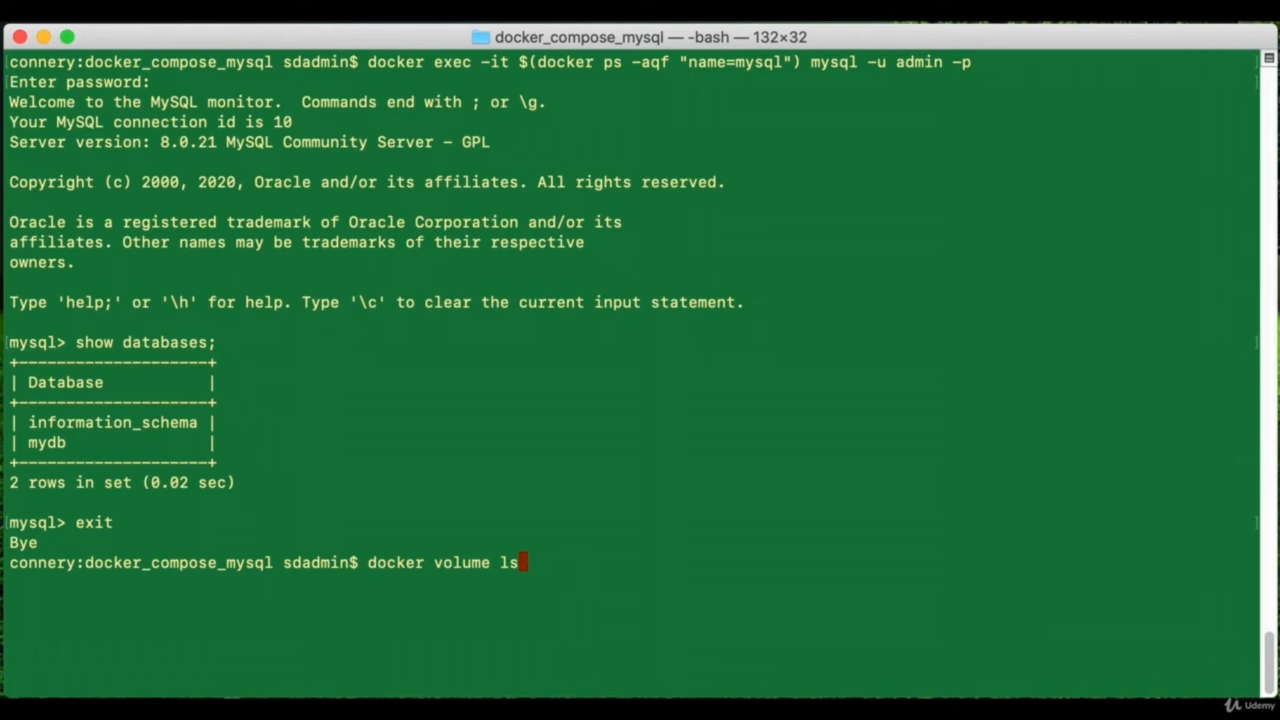 docker_compose_mysql — -bash — 132×32
connery:docker_compose_mysql sdadmin$ docker exec -it $(docker ps -aqf "name=mysql") mysql -u admin -p
Enter password:
Welcome to the MySQL monitor.  Commands end with ; or \g.
Your MySQL connection id is 10
Server version: 8.0.21 MySQL Community Server - GPL
Copyright (c) 2000, 2020, Oracle and/or its affiliates. All rights reserved.
Oracle is a registered trademark of Oracle Corporation and/or its
affiliates. Other names may be trademarks of their respective
owners.
Type 'help;' or '\h' for help. Type '\c' to clear the current input statement.
mysql> show databases;
+--------------------+
| Database           |
+--------------------+
| information_schema |
| mydb               |
+--------------------+
2 rows in set (0.02 sec)
mysql> exit
Bye
connery:docker_compose_mysql sdadmin$ docker volume ls
Udemy